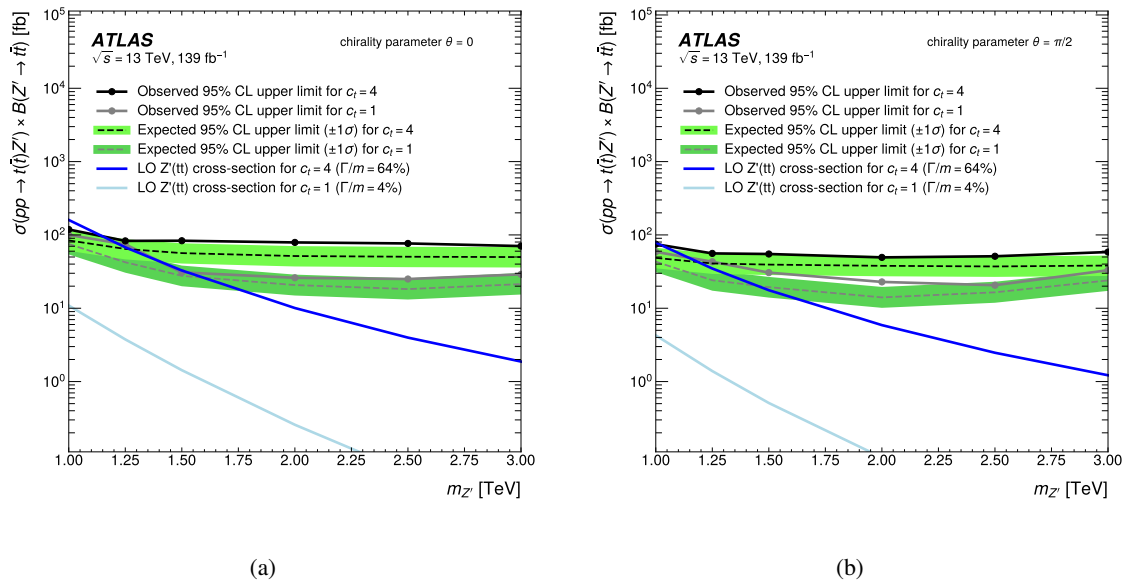 σ(pp → t(t̄)Z′) × B(Z′ → tt̄) [fb]
10⁵
10⁴
10³
10²
10¹
10⁰
ATLAS
√s = 13 TeV, 139 fb⁻¹
chirality parameter θ = 0
Observed 95% CL upper limit for cₜ = 4
Observed 95% CL upper limit for cₜ = 1
Expected 95% CL upper limit (±1σ) for cₜ = 4
Expected 95% CL upper limit (±1σ) for cₜ = 1
LO Z'(tt) cross-section for cₜ = 4 (Γ/m = 64%)
LO Z'(tt) cross-section for cₜ = 1 (Γ/m = 4%)
1.00 1.25 1.50 1.75 2.00 2.25 2.50 2.75 3.00
m_Z′ [TeV]
(a)
σ(pp → t(t̄)Z′) × B(Z′ → tt̄) [fb]
10⁵
10⁴
10³
10²
10¹
10⁰
ATLAS
√s = 13 TeV, 139 fb⁻¹
chirality parameter θ = π/2
Observed 95% CL upper limit for cₜ = 4
Observed 95% CL upper limit for cₜ = 1
Expected 95% CL upper limit (±1σ) for cₜ = 4
Expected 95% CL upper limit (±1σ) for cₜ = 1
LO Z'(tt) cross-section for cₜ = 4 (Γ/m = 64%)
LO Z'(tt) cross-section for cₜ = 1 (Γ/m = 4%)
1.00 1.25 1.50 1.75 2.00 2.25 2.50 2.75 3.00
m_Z′ [TeV]
(b)